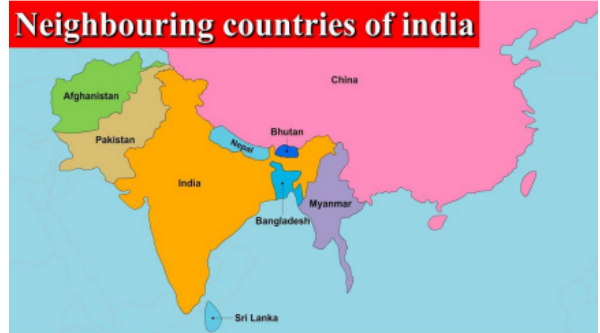 Neighbouring countries of india
China
Afghanistan
Bhutan
Pakistan
Nepal
India
Myanmar
Bangladesh
Sri Lanka